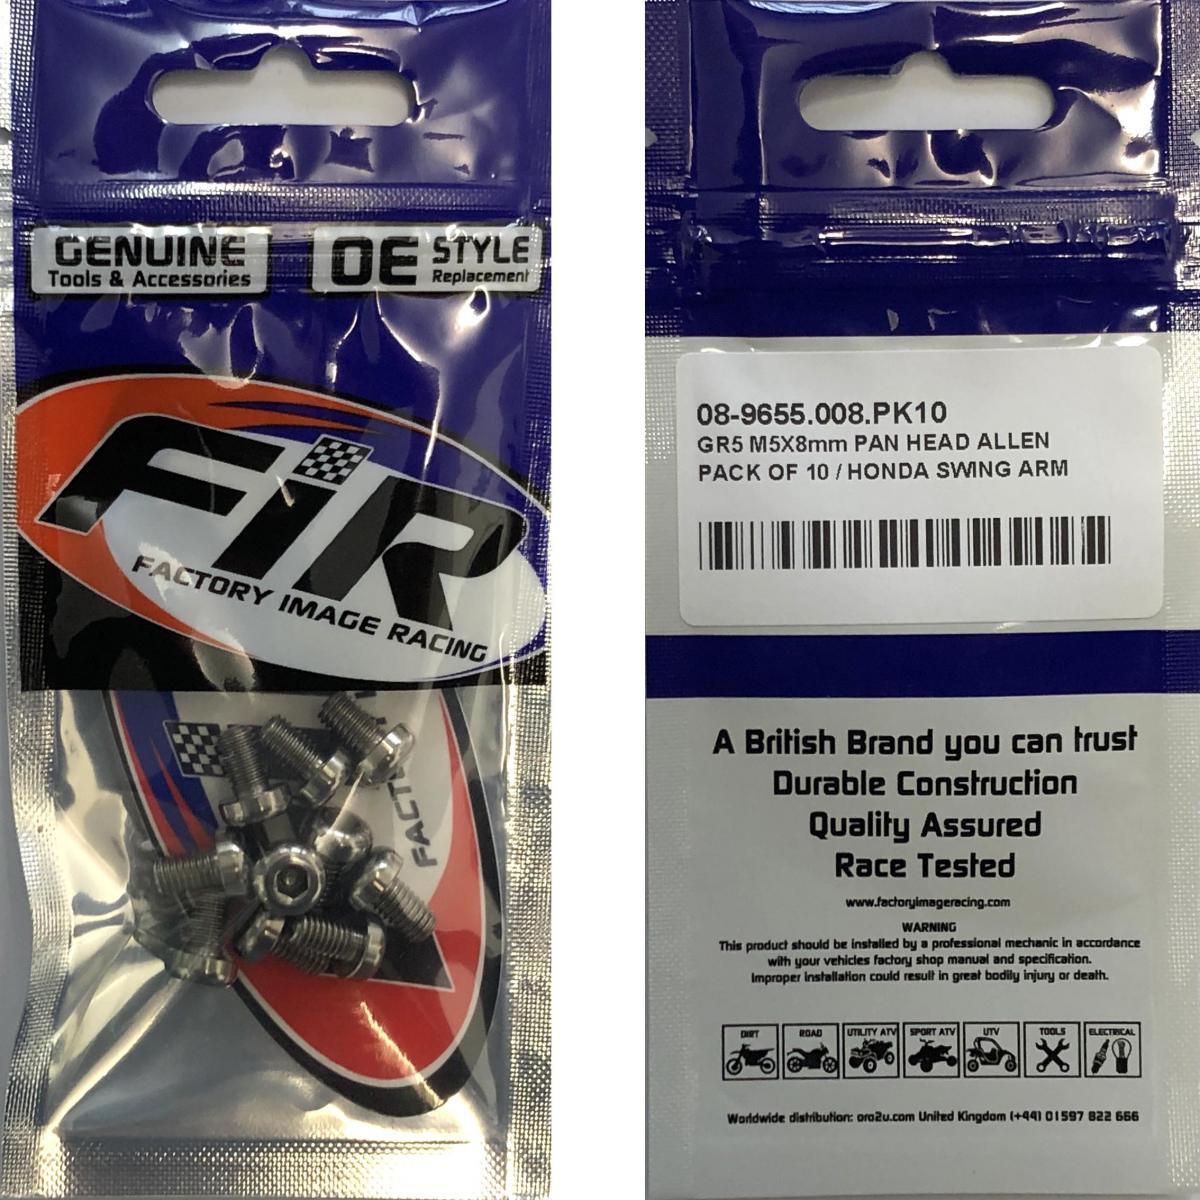 GENUINE
Tools & Accessories
OE STYLE
Replacement
FiR
FACTORY IMAGE RACING
FACT
08-9655.008.PK10
GR5 M5X8mm PAN HEAD ALLEN
PACK OF 10 / HONDA SWING ARM
A British Brand you can trust
Durable Construction
Quality Assured
Race Tested
www.factoryimageracing.com
WARNING
This product should be installed by a professional mechanic in accordance
with your vehicles factory shop manual and specification.
Improper installation could result in great bodily injury or death.
DIRT ROAD UTILITY ATV SPORT ATV UTV TOOLS ELECTRICAL
Worldwide distribution: oro2u.com United Kingdom (+44) 01597 822 666